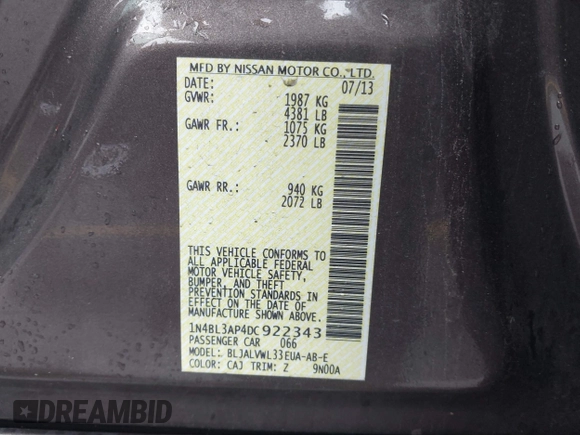 MFD BY NISSAN MOTOR CO., LTD.
DATE: 07/13
GVWR: 1987 KG
4381 LB
GAWR FR.: 1075 KG
2370 LB
GAWR RR.: 940 KG
2072 LB
THIS VEHICLE CONFORMS TO
ALL APPLICABLE FEDERAL
MOTOR VEHICLE SAFETY,
BUMPER, AND THEFT
PREVENTION STANDARDS IN
EFFECT ON THE DATE OF
MANUFACTURE SHOWN ABOVE.
1N4BL3AP4DC922343
PASSENGER CAR 066
MODEL: BLJALVWL33EUA-AB-E
COLOR: CAJ TRIM: Z 9N00A
DREAMBID